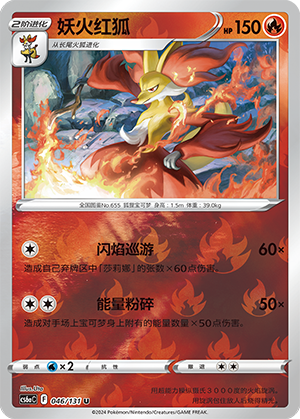 2阶进化
妖火红狐
HP 150
从长尾火狐进化
全国图鉴No.655 狐狸宝可梦 身高：1.5m 体重：39.0kg
闪焰巡游 60×
造成自己弃牌区中「莎莉娜」的张数×60点伤害。
能量粉碎 50×
造成对手场上宝可梦身上附有的能量数量×50点伤害。
弱点 ×2 抵抗力 撤退
CS6aC F 046/131 U
©2024 Pokémon/Nintendo/Creatures/GAME FREAK.